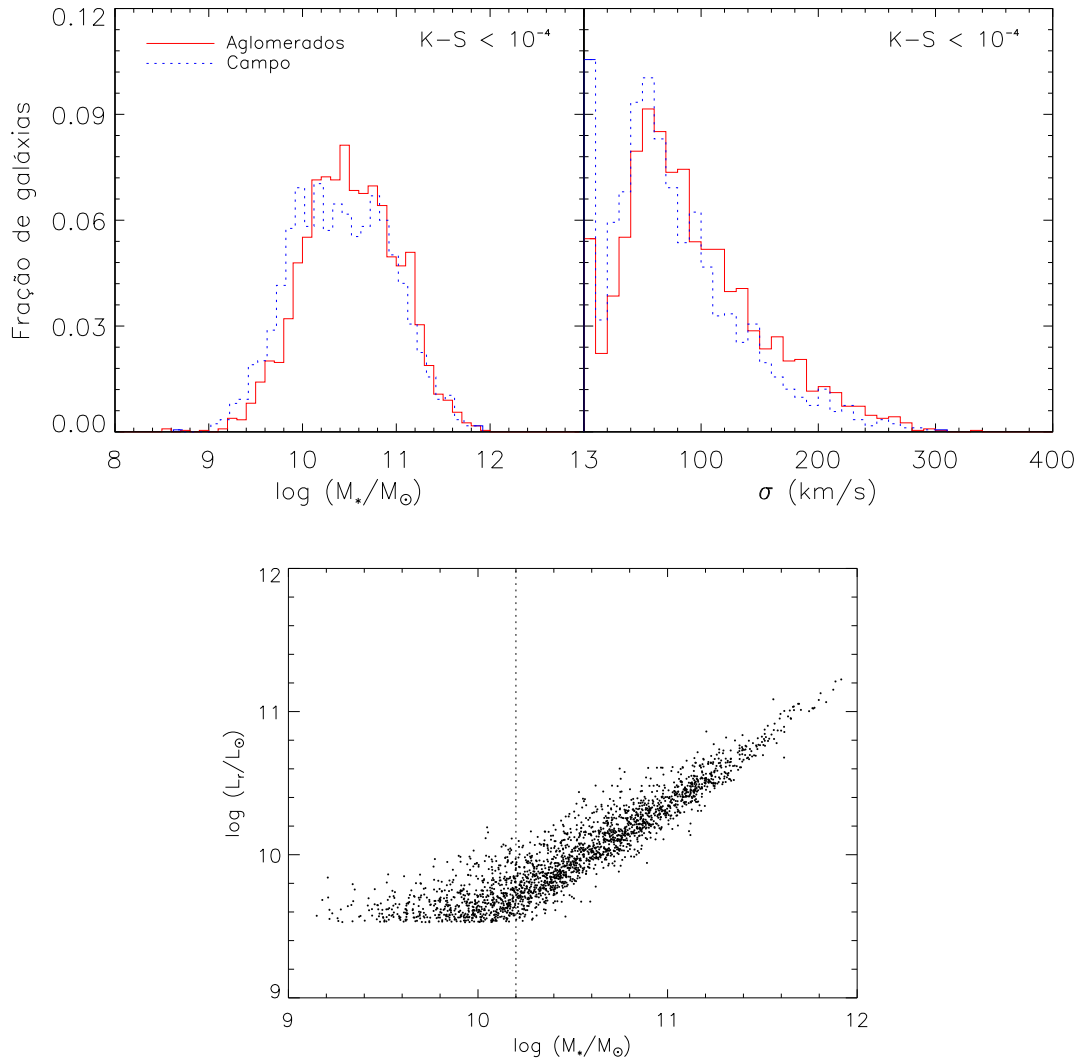 0.12
0.09
0.06
0.03
0.00
Fração de galáxias
Aglomerados
Campo
K−S < 10⁻⁴
8 9 10 11 12
log (M*/M⊙)
K−S < 10⁻⁴
13 100 200 300 400
σ (km/s)
12
11
10
9
log (Lr/L⊙)
9 10 11 12
log (M*/M⊙)